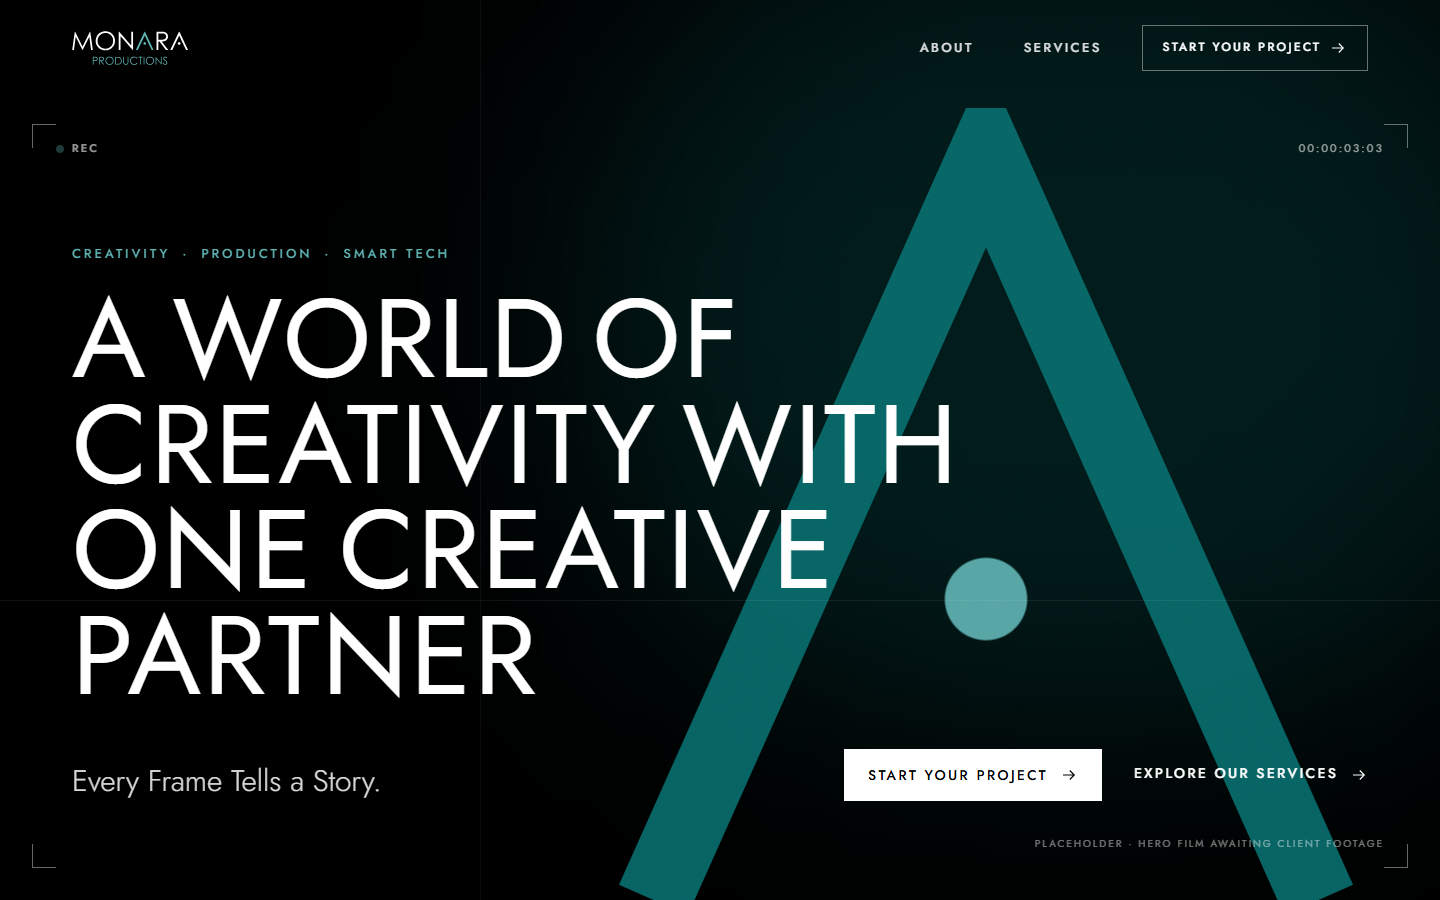 MONARA
PRODUCTIONS
ABOUT
SERVICES
START YOUR PROJECT →
REC
00:00:03:03
CREATIVITY · PRODUCTION · SMART TECH
A WORLD OF
CREATIVITY WITH
ONE CREATIVE
PARTNER
Every Frame Tells a Story.
START YOUR PROJECT →
EXPLORE OUR SERVICES →
PLACEHOLDER · HERO FILM AWAITING CLIENT FOOTAGE